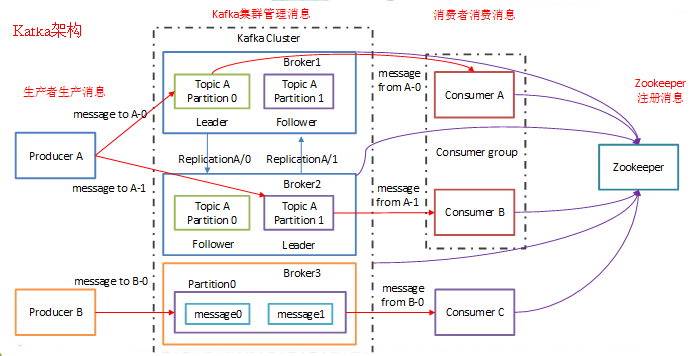 Kafka架构
Kafka集群管理消息
消费者消费消息
生产者生产消息
Zookeeper
注册消息
Kafka Cluster
Broker1
Topic A
Partition 0
Topic A
Partition 1
Leader
Follower
message to A-0
Producer A
message to A-1
ReplicationA/0
ReplicationA/1
Broker2
Topic A
Partition 0
Topic A
Partition 1
Follower
Leader
message
from A-0
Consumer A
Consumer group
message
from A-1
Consumer B
Zookeeper
message to B-0
Producer B
Broker3
Partition0
message0
message1
message
from B-0
Consumer C